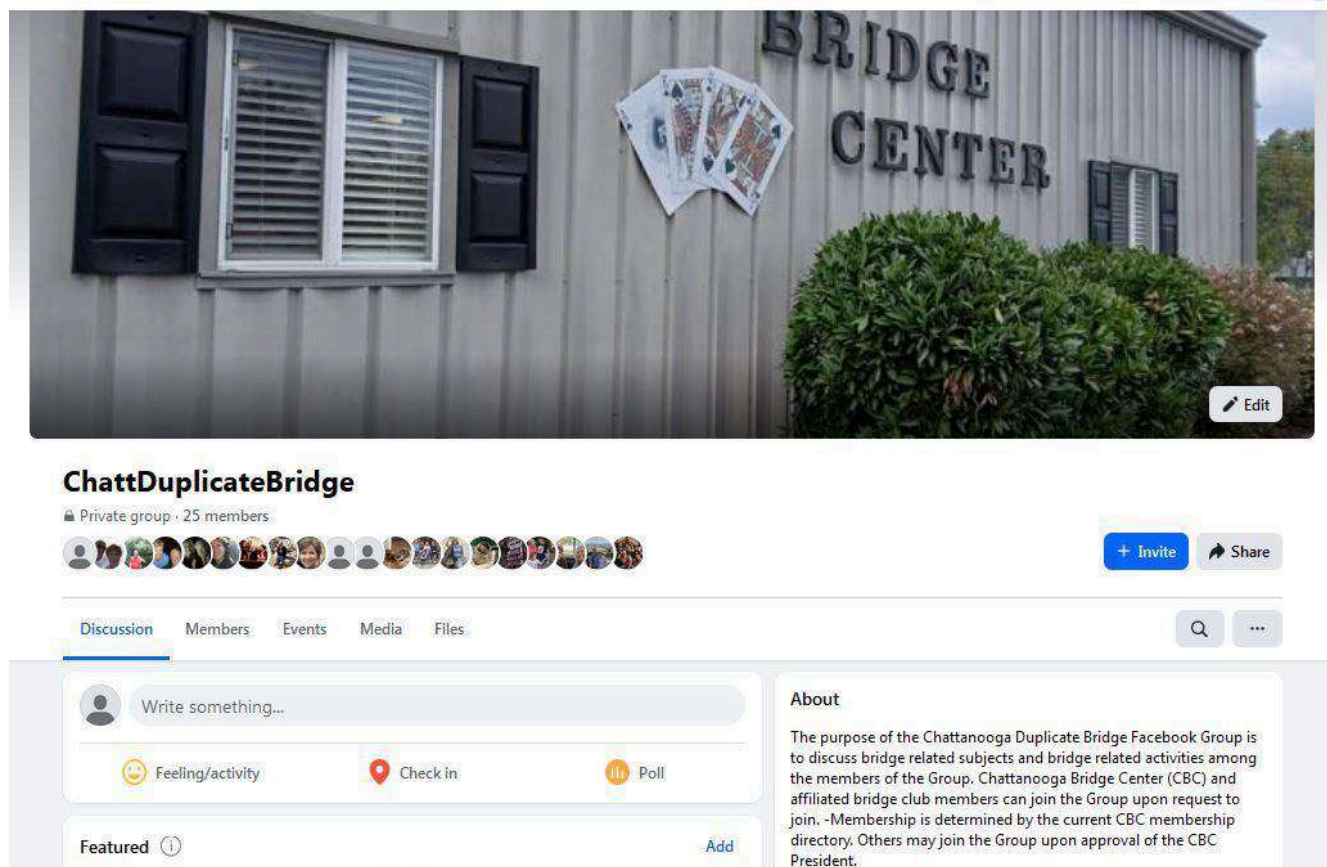 BRIDGE
CENTER
Edit
ChattDuplicateBridge
Private group · 25 members
+ Invite
Share
Discussion
Members
Events
Media
Files
Write something...
Feeling/activity
Check in
Poll
Featured
Add
About
The purpose of the Chattanooga Duplicate Bridge Facebook Group is
to discuss bridge related subjects and bridge related activities among
the members of the Group. Chattanooga Bridge Center (CBC) and
affiliated bridge club members can join the Group upon request to
join. -Membership is determined by the current CBC membership
directory. Others may join the Group upon approval of the CBC
President.